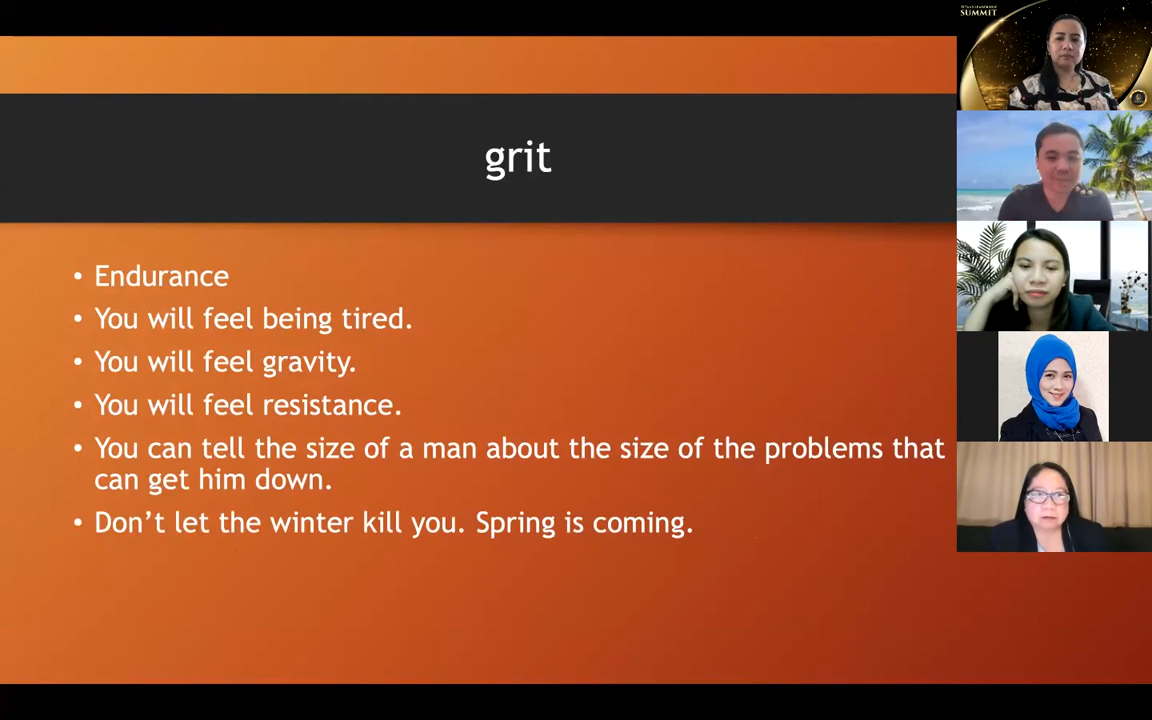 SUMMIT
grit
• Endurance
• You will feel being tired.
• You will feel gravity.
• You will feel resistance.
• You can tell the size of a man about the size of the problems that
can get him down.
• Don’t let the winter kill you. Spring is coming.